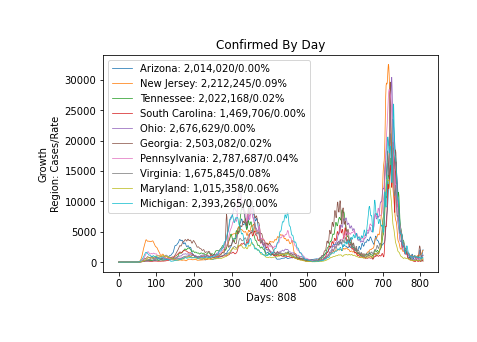 Confirmed By Day
Growth
Region: Cases/Rate
30000
25000
20000
15000
10000
5000
0
Arizona: 2,014,020/0.00%
New Jersey: 2,212,245/0.09%
Tennessee: 2,022,168/0.02%
South Carolina: 1,469,706/0.00%
Ohio: 2,676,629/0.00%
Georgia: 2,503,082/0.02%
Pennsylvania: 2,787,687/0.04%
Virginia: 1,675,845/0.08%
Maryland: 1,015,358/0.06%
Michigan: 2,393,265/0.00%
0 100 200 300 400 500 600 700 800
Days: 808